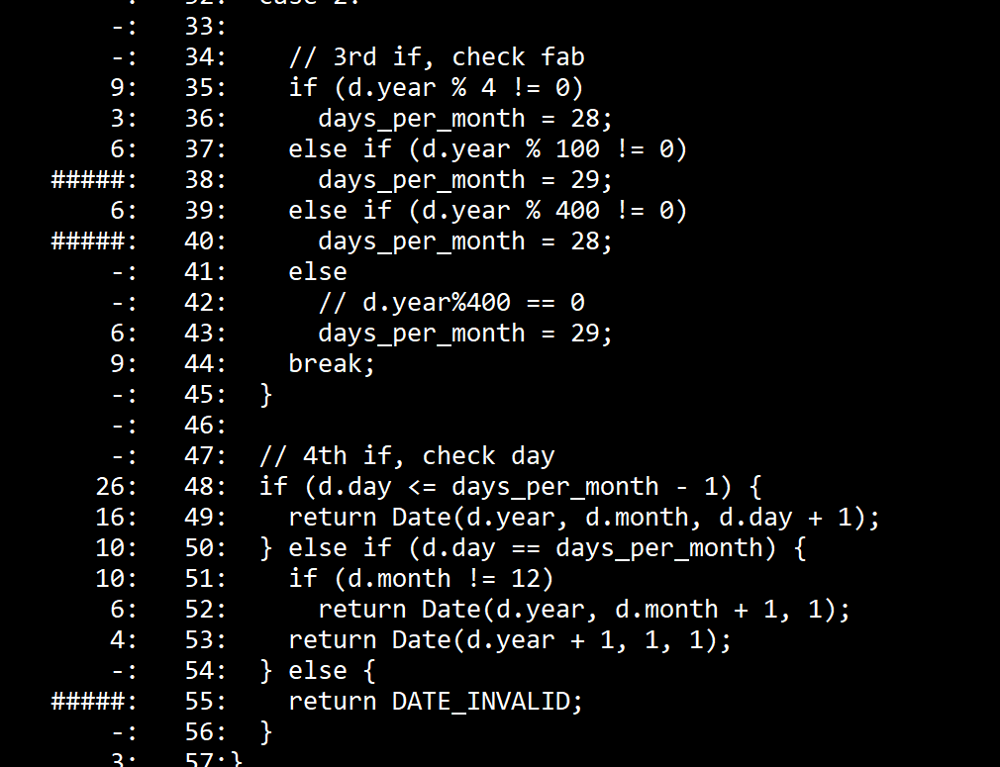 -:   32:  case 2:
-:   33:
-:   34:    // 3rd if, check fab
9:   35:    if (d.year % 4 != 0)
3:   36:      days_per_month = 28;
6:   37:    else if (d.year % 100 != 0)
#####:   38:      days_per_month = 29;
6:   39:    else if (d.year % 400 != 0)
#####:   40:      days_per_month = 28;
-:   41:    else
-:   42:      // d.year%400 == 0
6:   43:      days_per_month = 29;
9:   44:    break;
-:   45:  }
-:   46:
-:   47:  // 4th if, check day
26:   48:  if (d.day <= days_per_month - 1) {
16:   49:    return Date(d.year, d.month, d.day + 1);
10:   50:  } else if (d.day == days_per_month) {
10:   51:    if (d.month != 12)
6:   52:      return Date(d.year, d.month + 1, 1);
4:   53:    return Date(d.year + 1, 1, 1);
-:   54:  } else {
#####:   55:    return DATE_INVALID;
-:   56:  }
3:   57:}